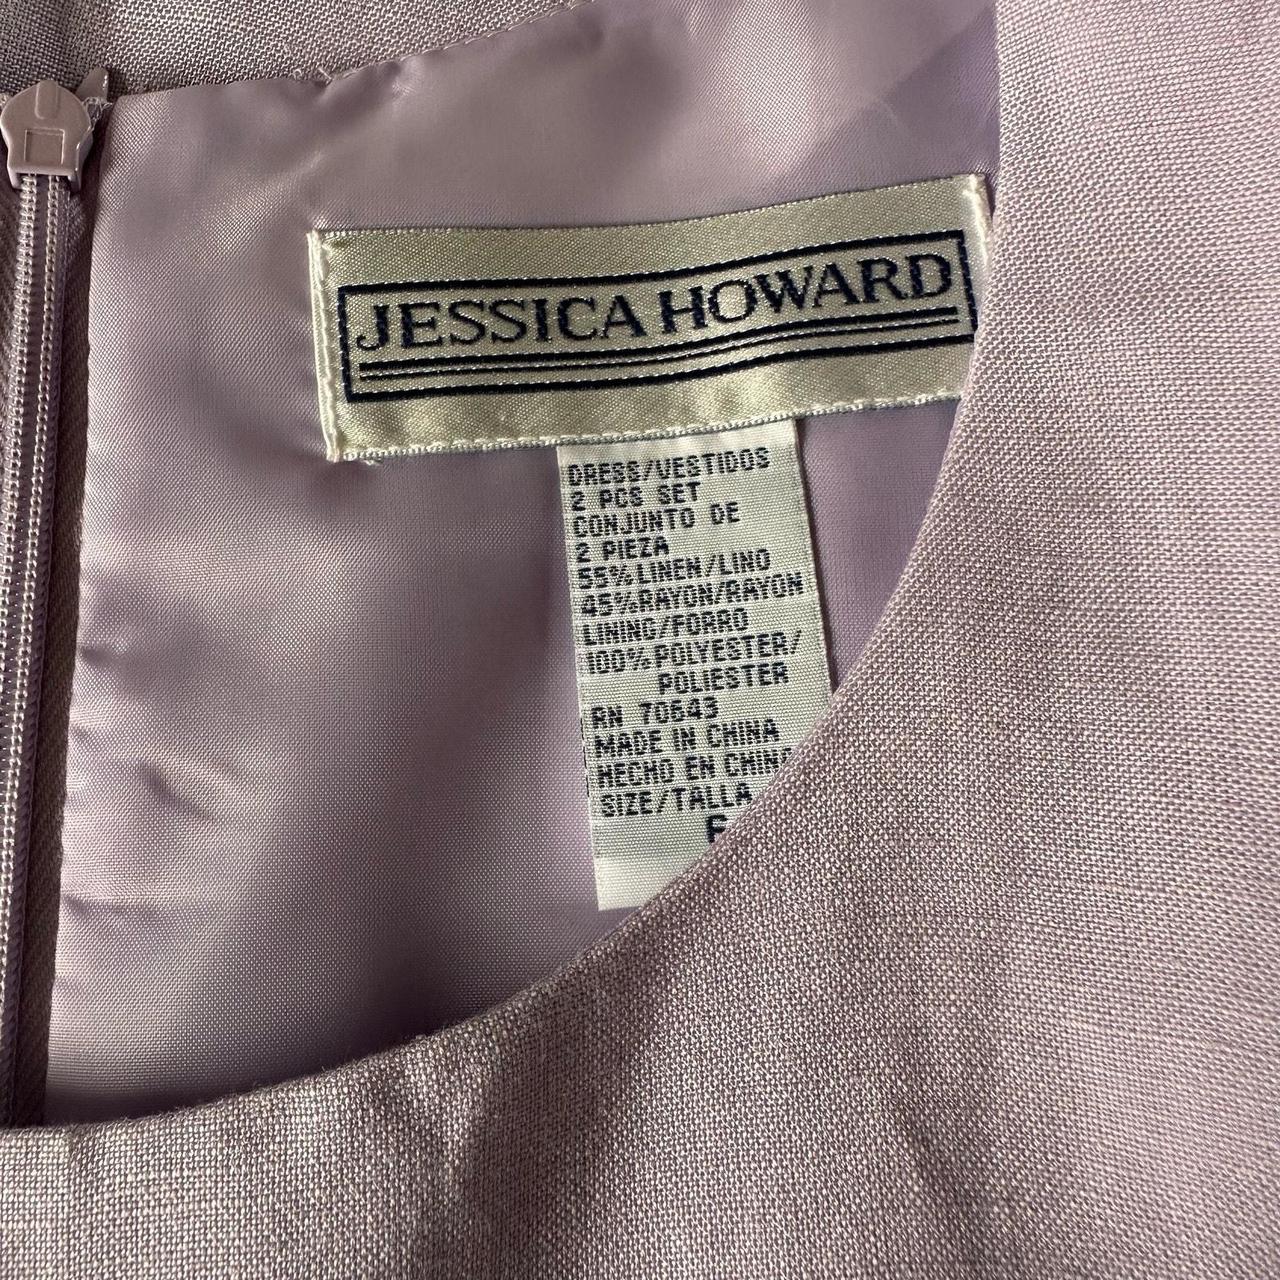 JESSICA HOWARD
DRESS/VESTIDOS
2 PCS SET
CONJUNTO DE
2 PIEZA
55% LINEN/LINO
45%RAYON/RAYON
LINING/FORRO
100% POLYESTER/
POLIESTER
RN 70643
MADE IN CHINA
HECHO EN CHINA
SIZE/TALLA